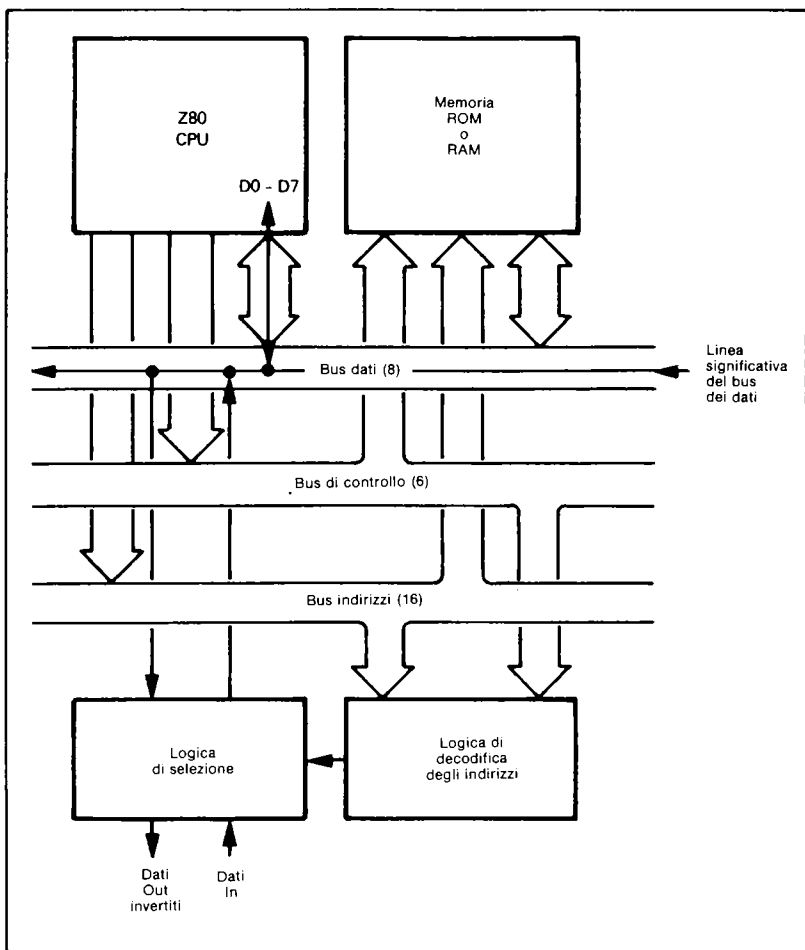 Z80
CPU
D0 - D7
Memoria
ROM
o
RAM
Bus dati (8)
Linea
significativa
del bus
dei dati
Bus di controllo (6)
Bus indirizzi (16)
Logica
di selezione
Logica di
decodifica
degli indirizzi
Dati
Out
invertiti
Dati
In